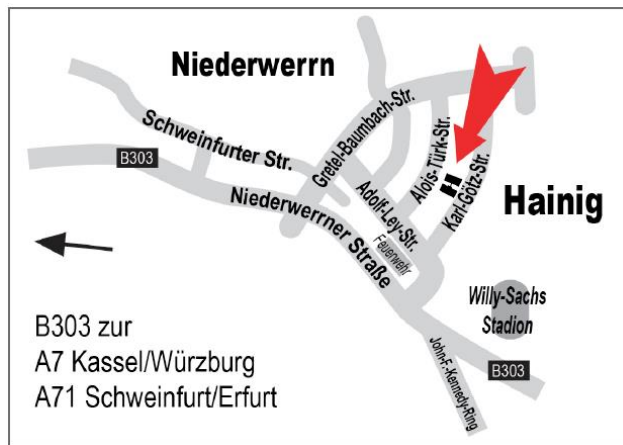 Niederwerrn
Schweinfurter Str.
Gretel-Baumbach-Str.
Alois-Türk-Str.
B303
Niederwerrner Straße
Adolf-Ley-Str.
Feuerwehr
Karl-Götz-Str.
Hainig
Willy-Sachs
Stadion
B303 zur
A7 Kassel/Würzburg
A71 Schweinfurt/Erfurt
John-F.-Kennedy-Ring
B303